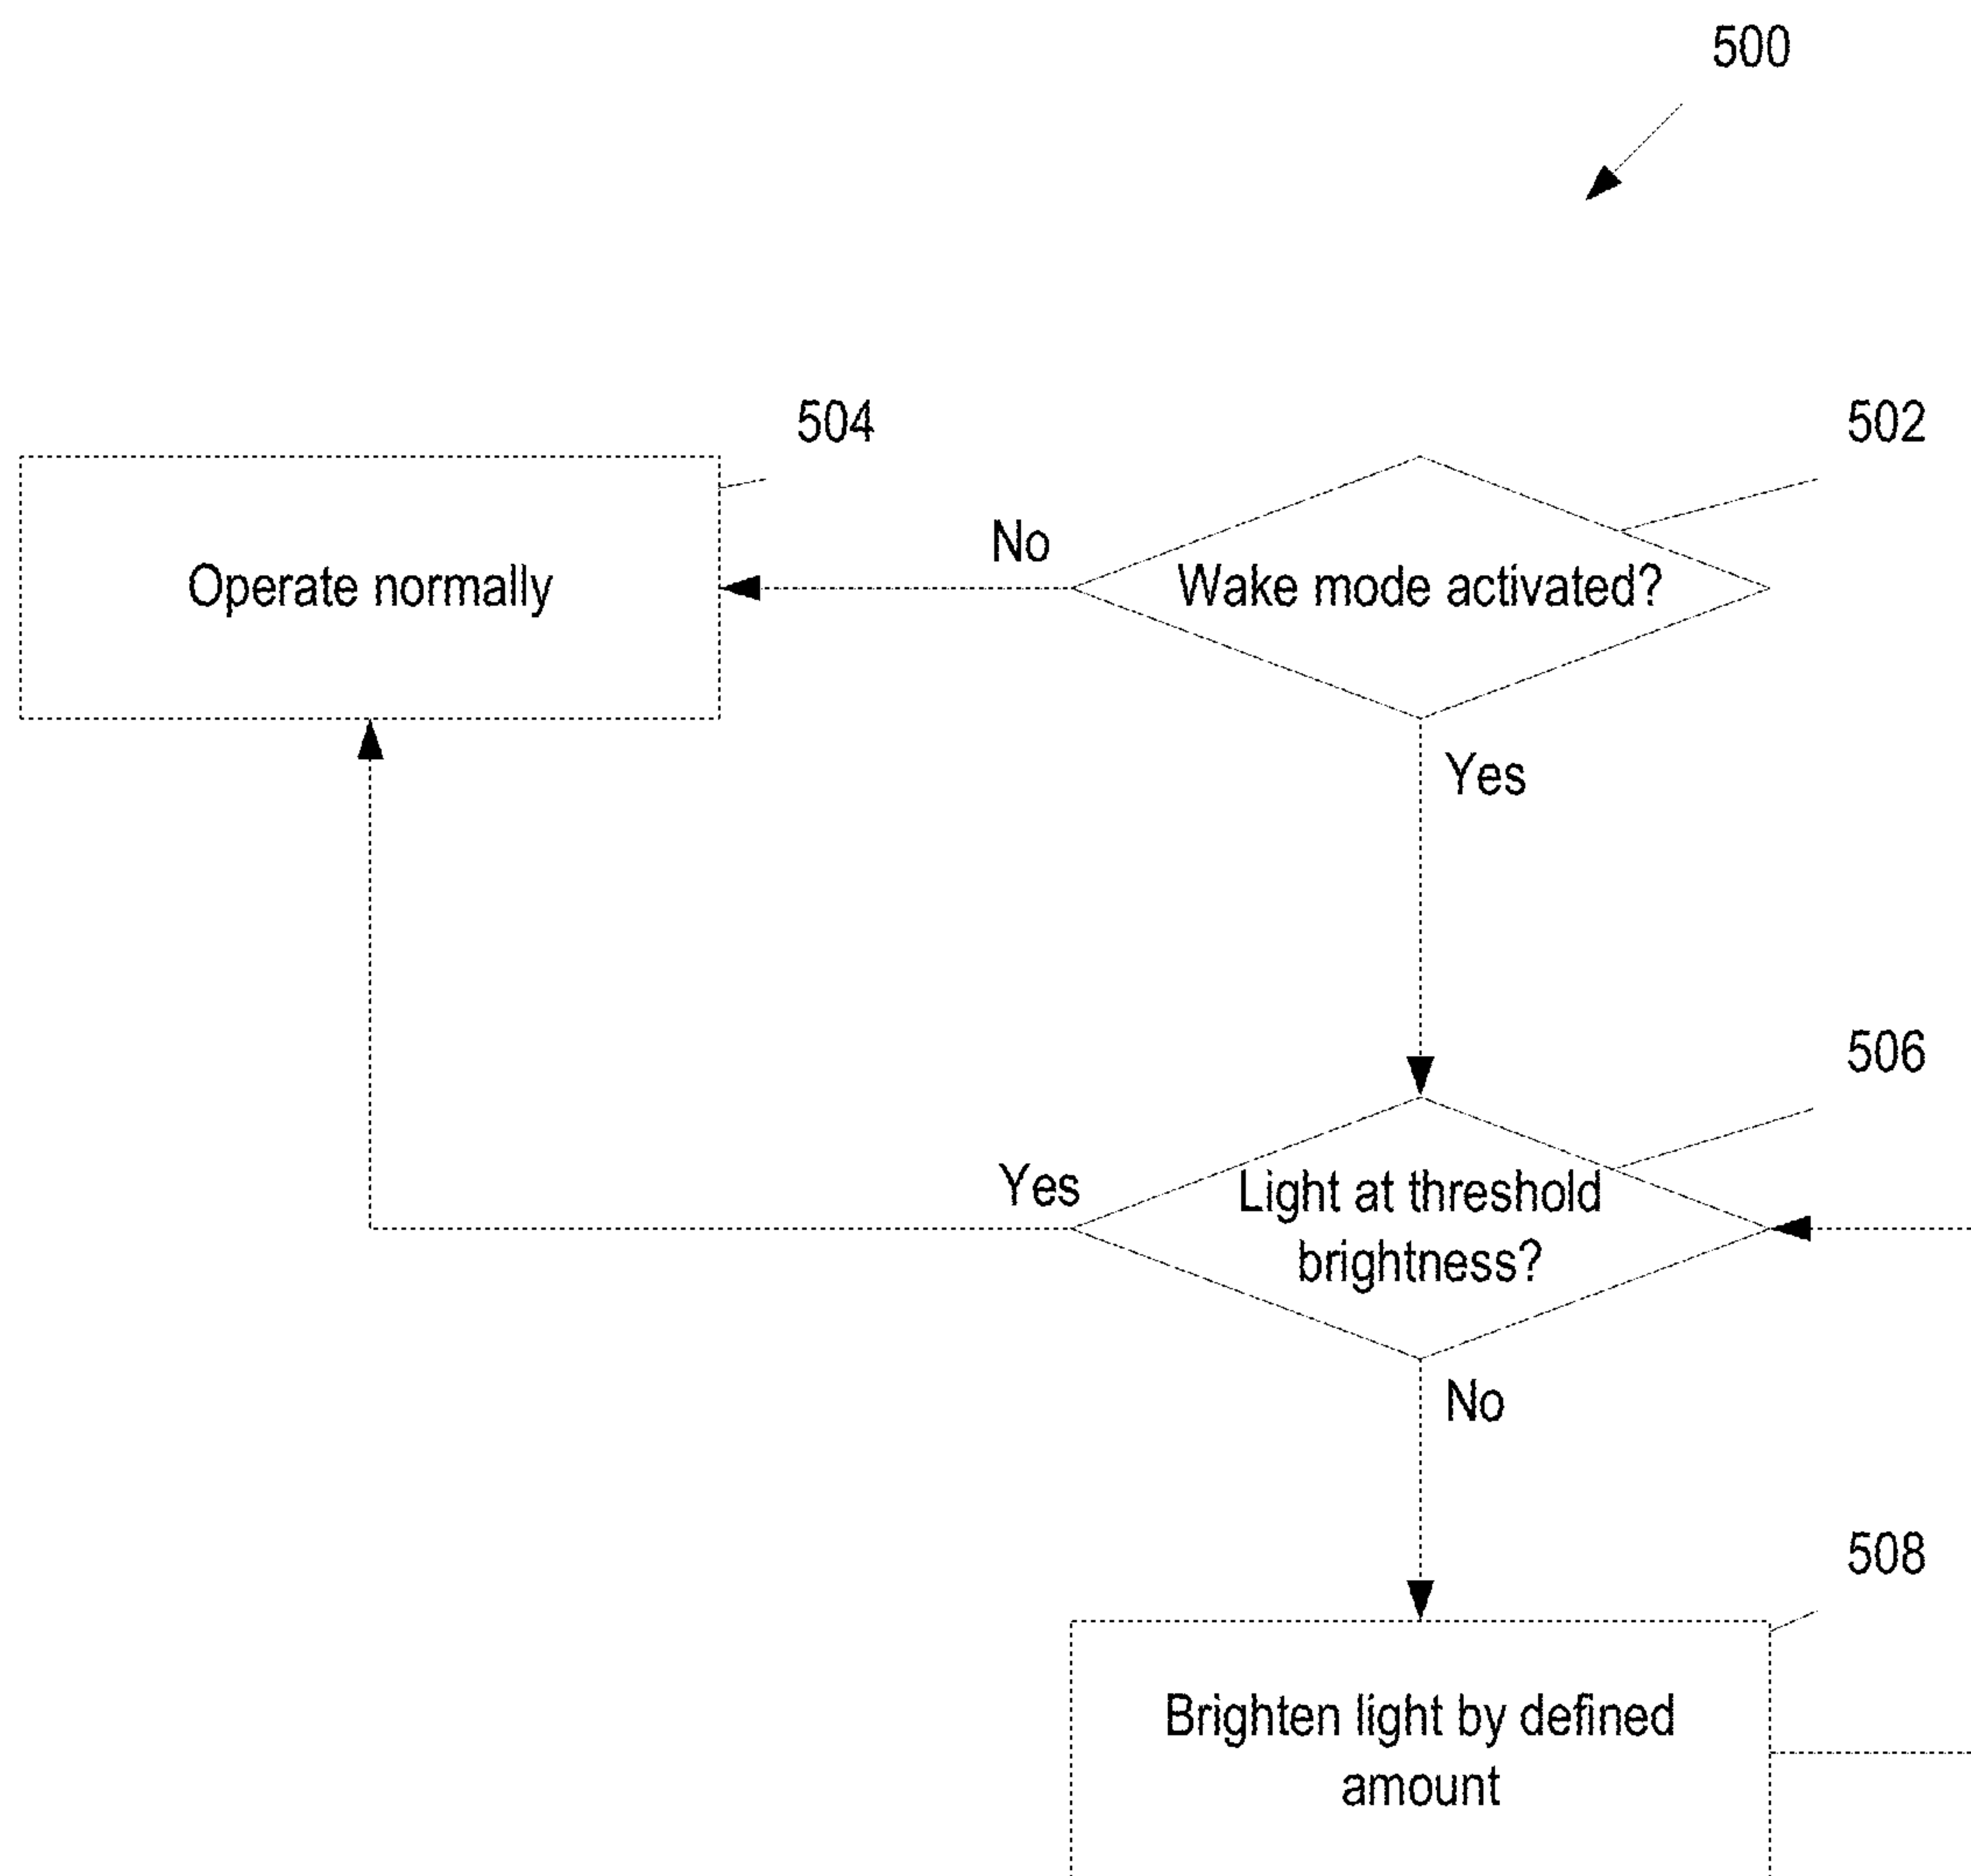 500
504
502
No
Operate normally
Wake mode activated?
Yes
506
Yes
Light at threshold
brightness?
No
508
Brighten light by defined
amount